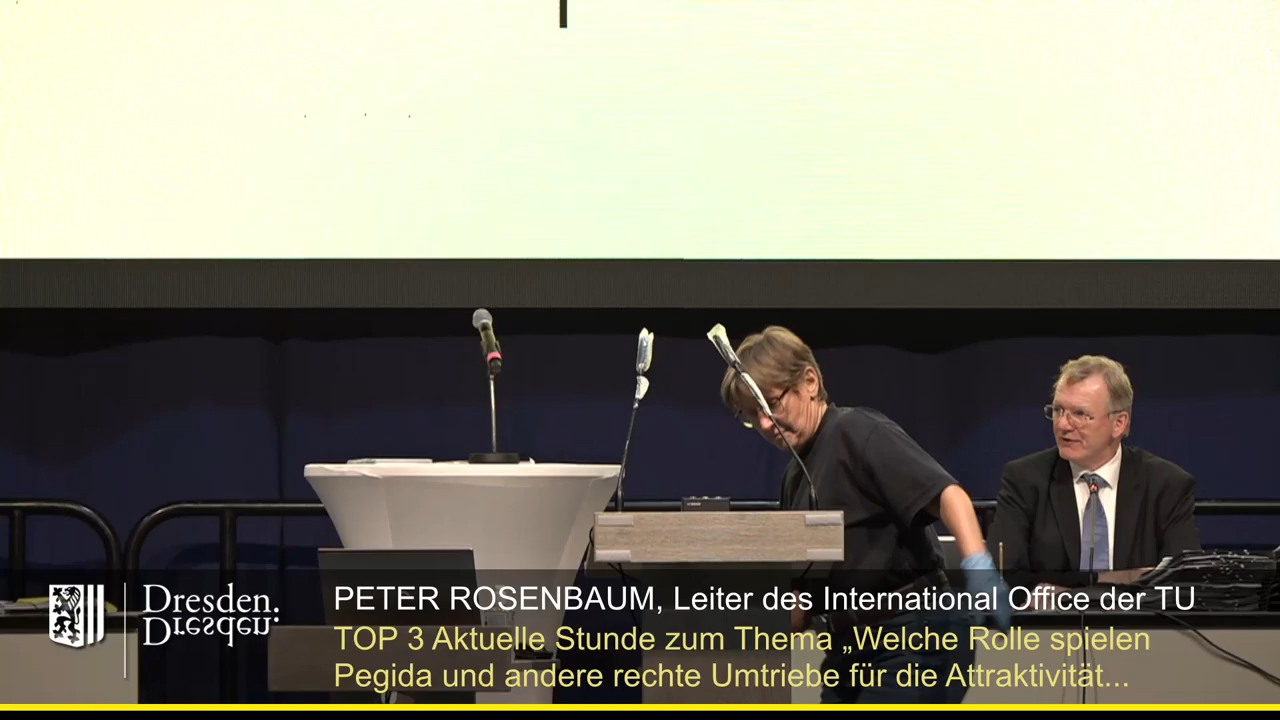 Dresden.
Dresden.
PETER ROSENBAUM, Leiter des International Office der TU
TOP 3 Aktuelle Stunde zum Thema „Welche Rolle spielen
Pegida und andere rechte Umtriebe für die Attraktivität...